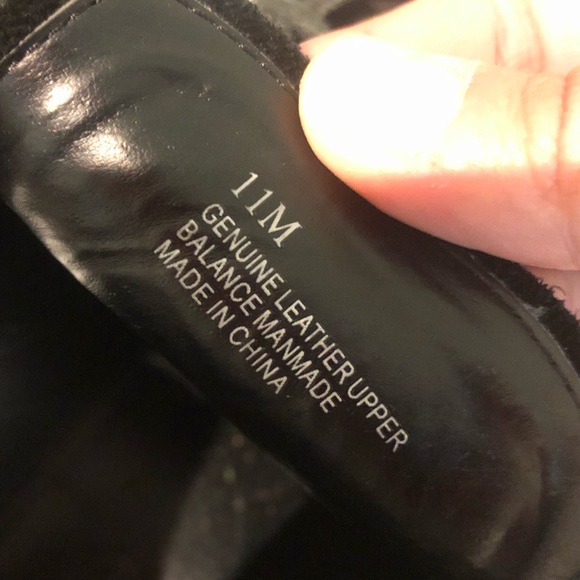 11M
GENUINE LEATHER UPPER
BALANCE MANMADE
MADE IN CHINA